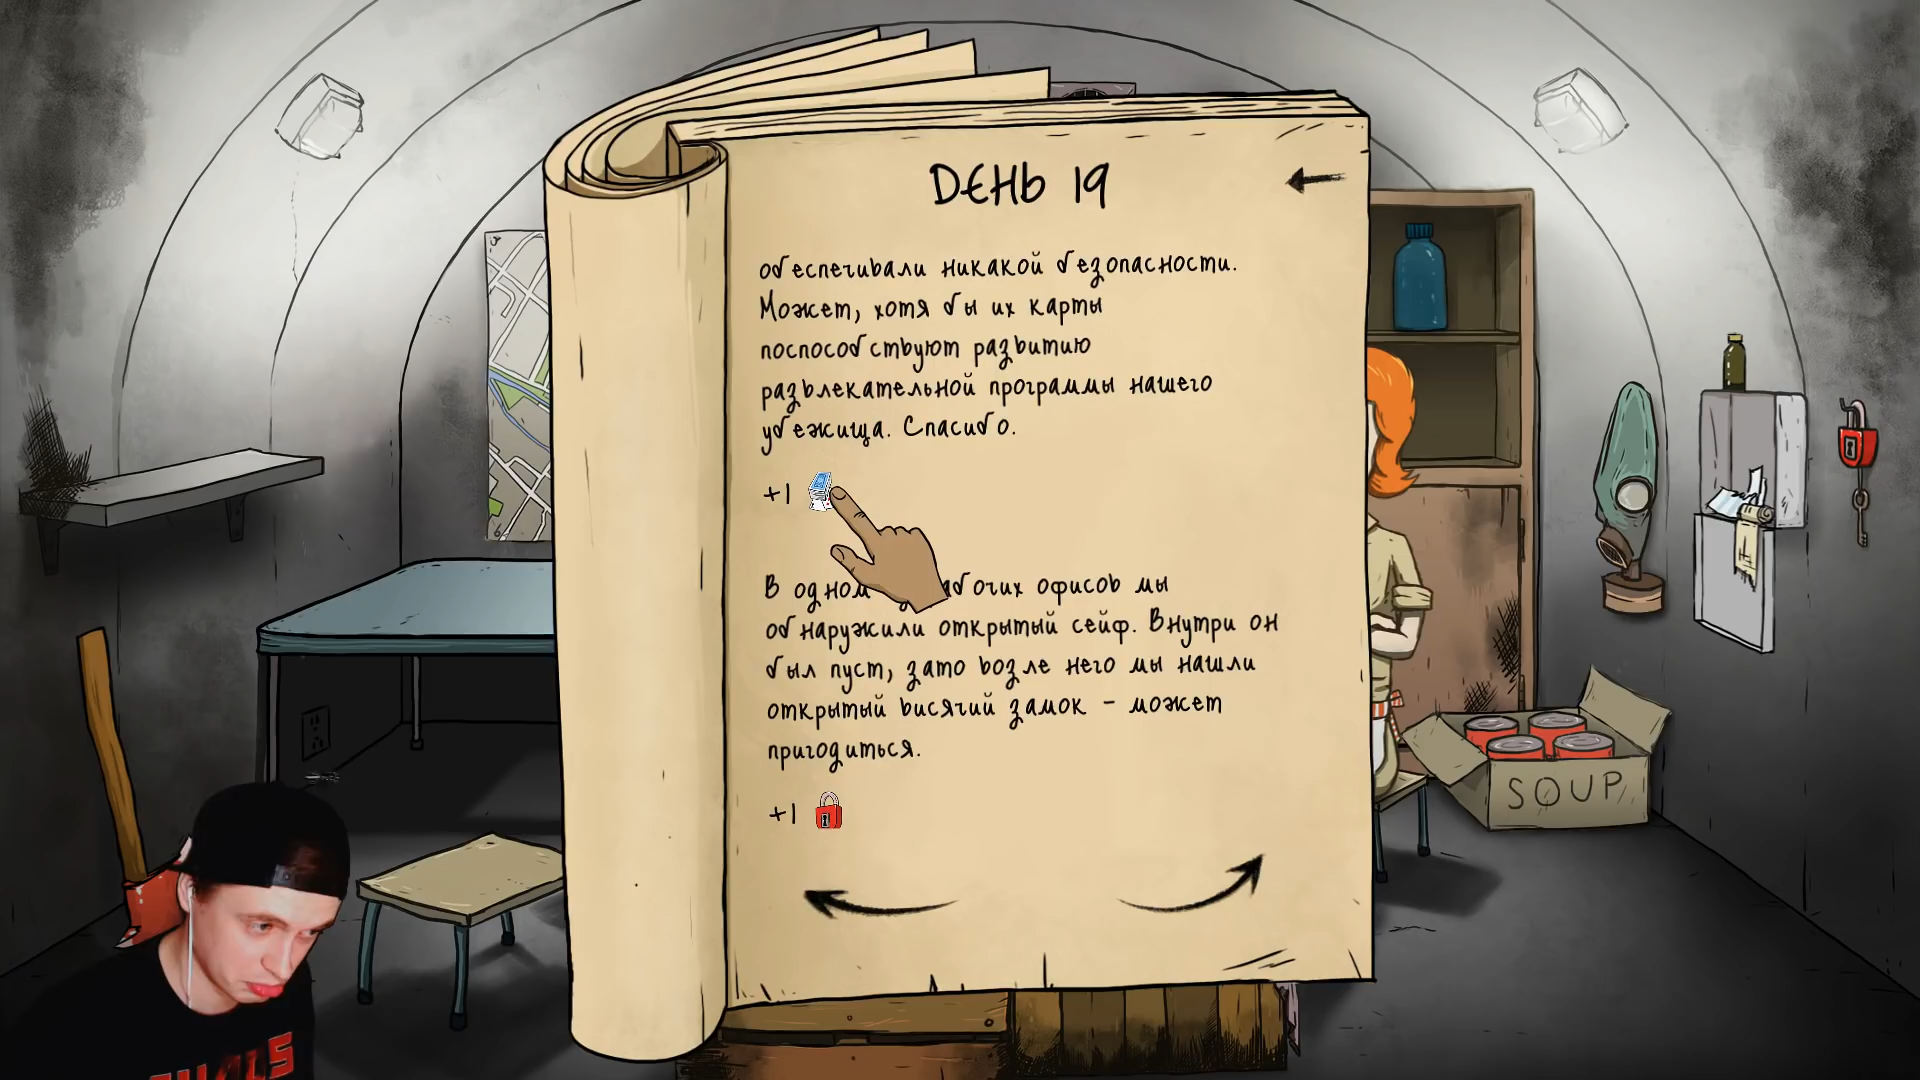 ДЕНЬ 19
обеспечивали никакой безопасности.
Может, хотя бы их карты
поспособствуют развитию
развлекательной программы нашего
убежища. Спасибо.
+1
В одном рабочих офисов мы
обнаружили открытый сейф. Внутри он
был пуст, зато возле него мы нашли
открытый висячий замок - может
пригодиться.
+1
SOUP